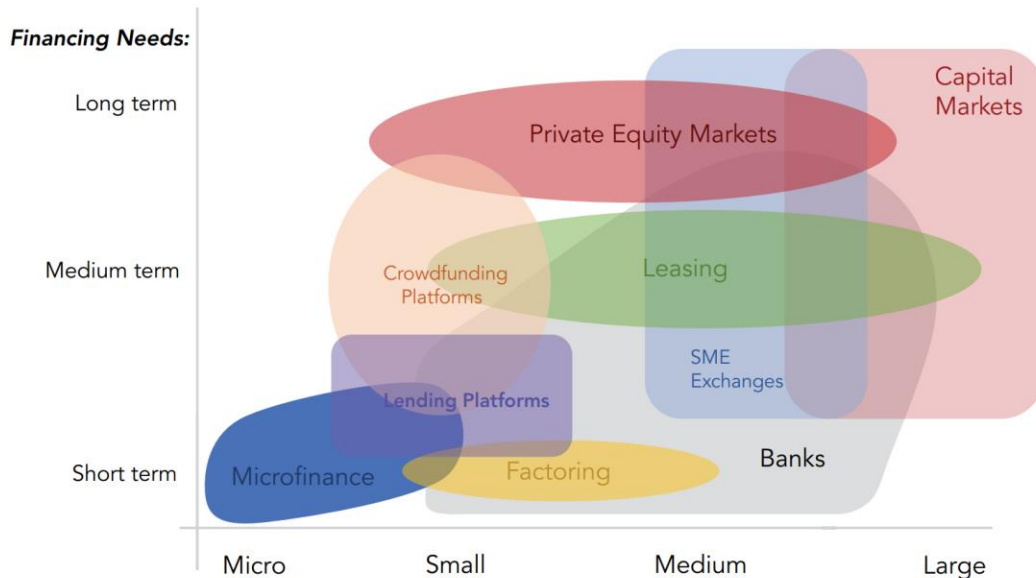 Financing Needs:
Long term
Capital
Markets
Private Equity Markets
Medium term
Crowdfunding
Platforms
Leasing
SME
Exchanges
Lending Platforms
Short term
Microfinance
Factoring
Banks
Micro
Small
Medium
Large